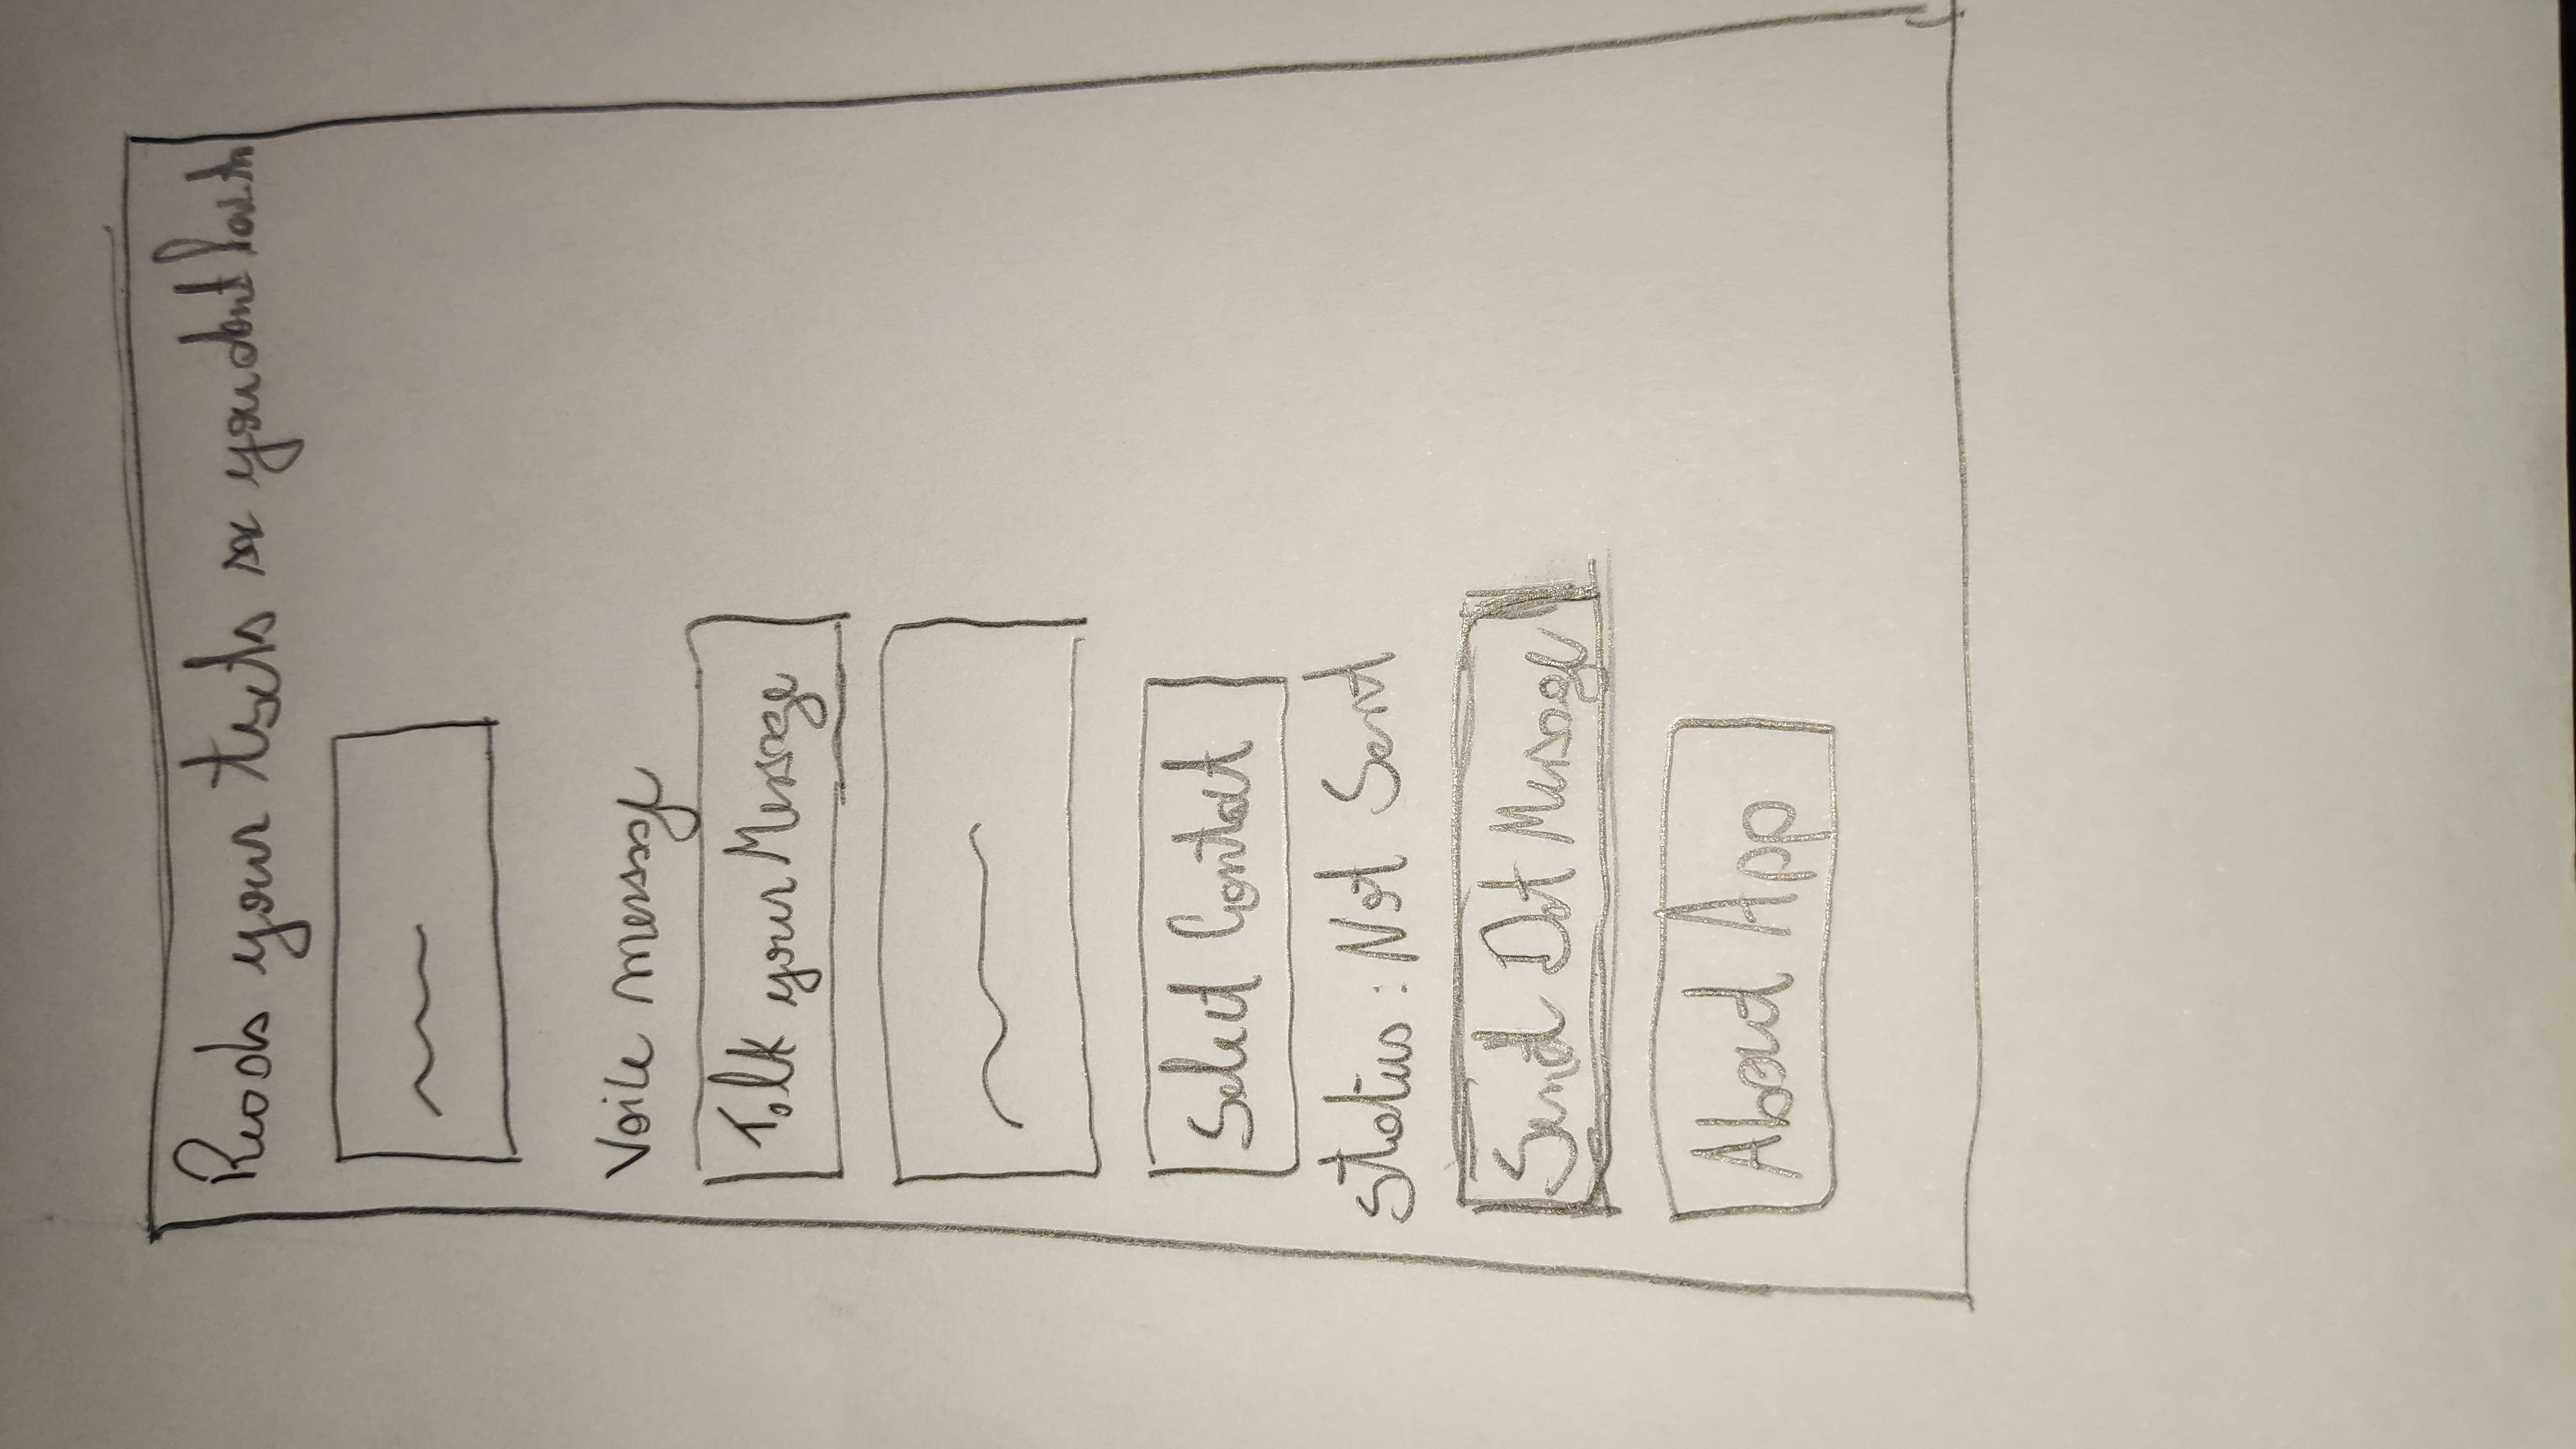 Reads your texts so you dont have to
Voice message
Talk your Message
Select Contact
Status: Not Sent
Send Dot Message
About App